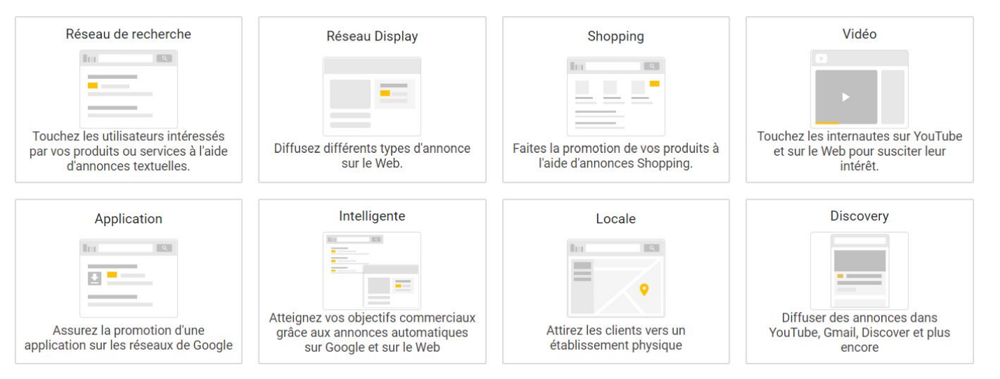 Réseau de recherche
Touchez les utilisateurs intéressés
par vos produits ou services à l'aide
d'annonces textuelles.
Réseau Display
Diffusez différents types d'annonce
sur le Web.
Shopping
Faites la promotion de vos produits à
l'aide d'annonces Shopping.
Vidéo
Touchez les internautes sur YouTube
et sur le Web pour susciter leur
intérêt.
Application
Assurez la promotion d'une
application sur les réseaux de Google
Intelligente
Atteignez vos objectifs commerciaux
grâce aux annonces automatiques
sur Google et sur le Web
Locale
Attirez les clients vers un
établissement physique
Discovery
Diffuser des annonces dans
YouTube, Gmail, Discover et plus
encore